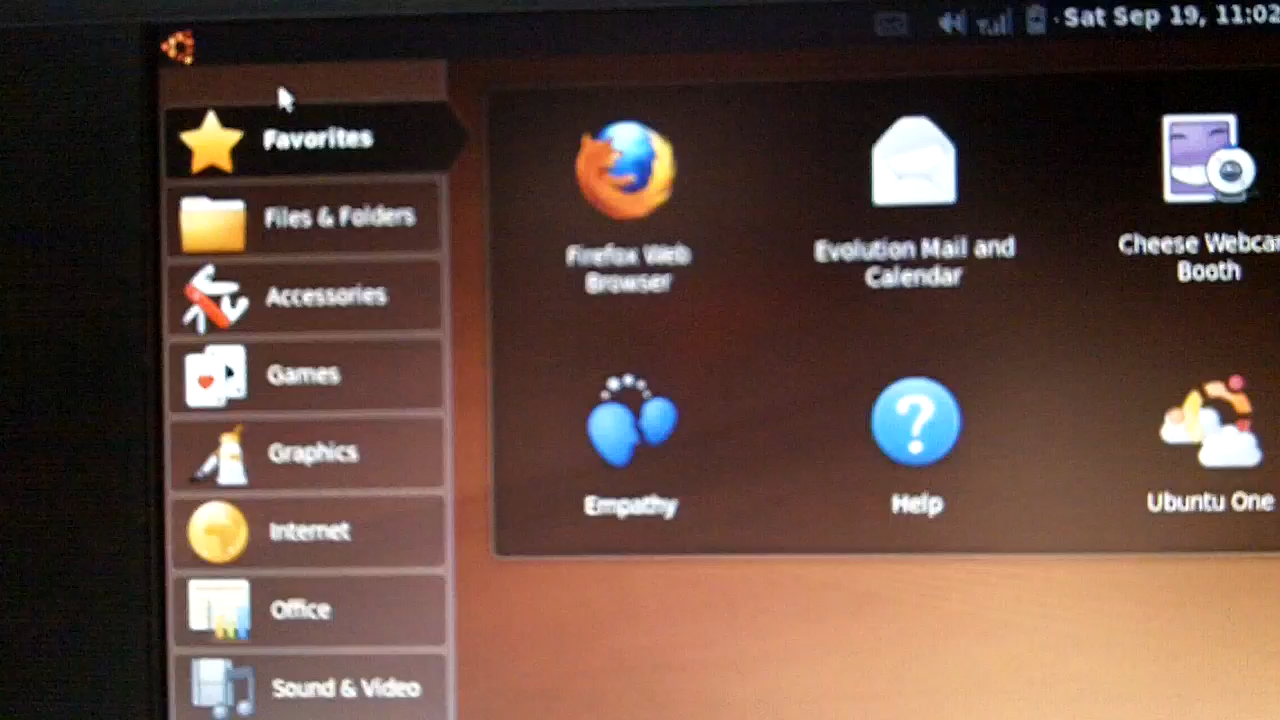 Sat Sep 19, 11:02
Favorites
Files & Folders
Accessories
Games
Graphics
Internet
Office
Sound & Video
Firefox Web
Browser
Evolution Mail and
Calendar
Cheese Webca
Booth
Empathy
Help
Ubuntu One